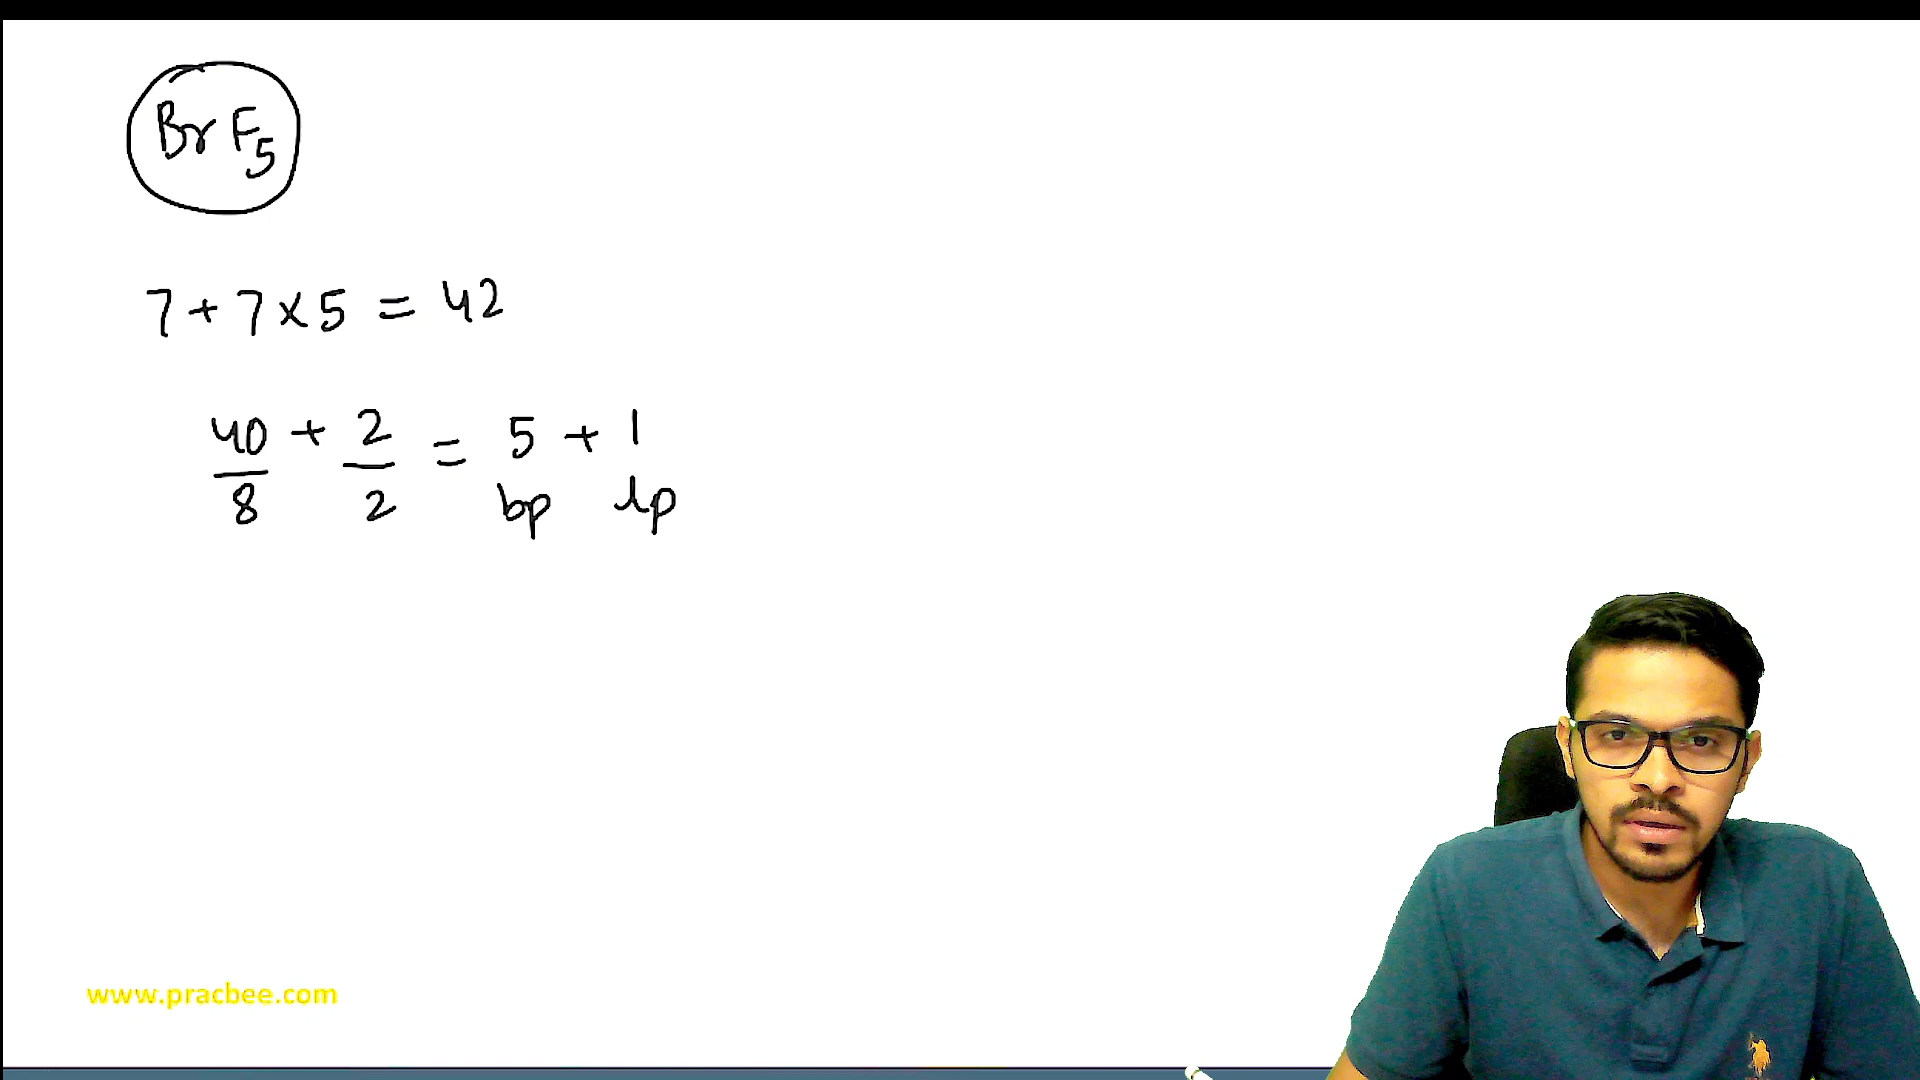 BrF₅
7 + 7 × 5 = 42
40/8 + 2/2 = 5 + 1
bp lp
www.pracbee.com